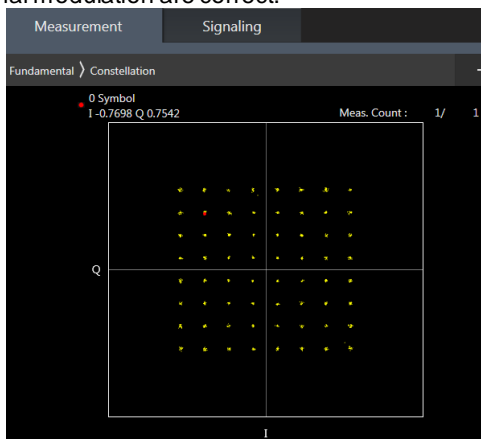 Measurement Signaling
Fundamental 〉 Constellation
0 Symbol
I -0.7698 Q 0.7542 Meas. Count : 1/ 1
Q
I